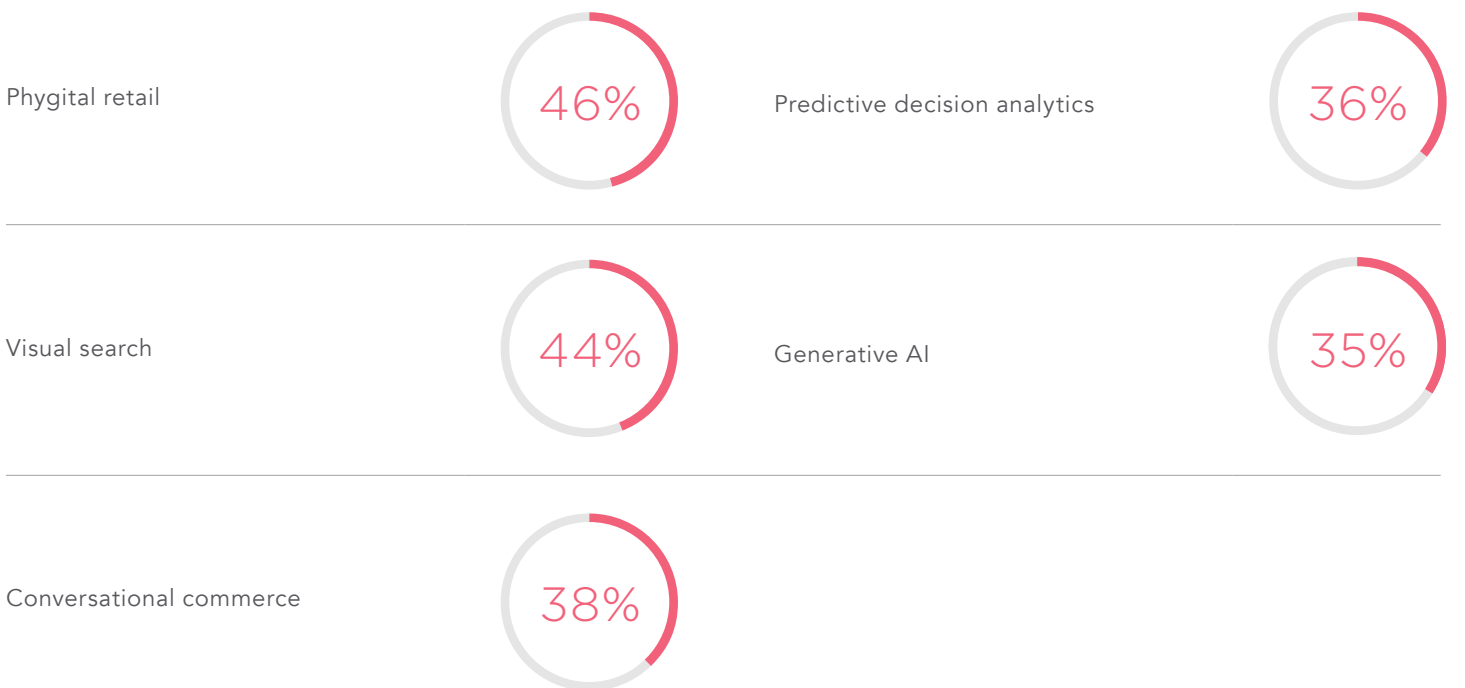 Phygital retail
46%
Predictive decision analytics
36%
Visual search
44%
Generative AI
35%
Conversational commerce
38%